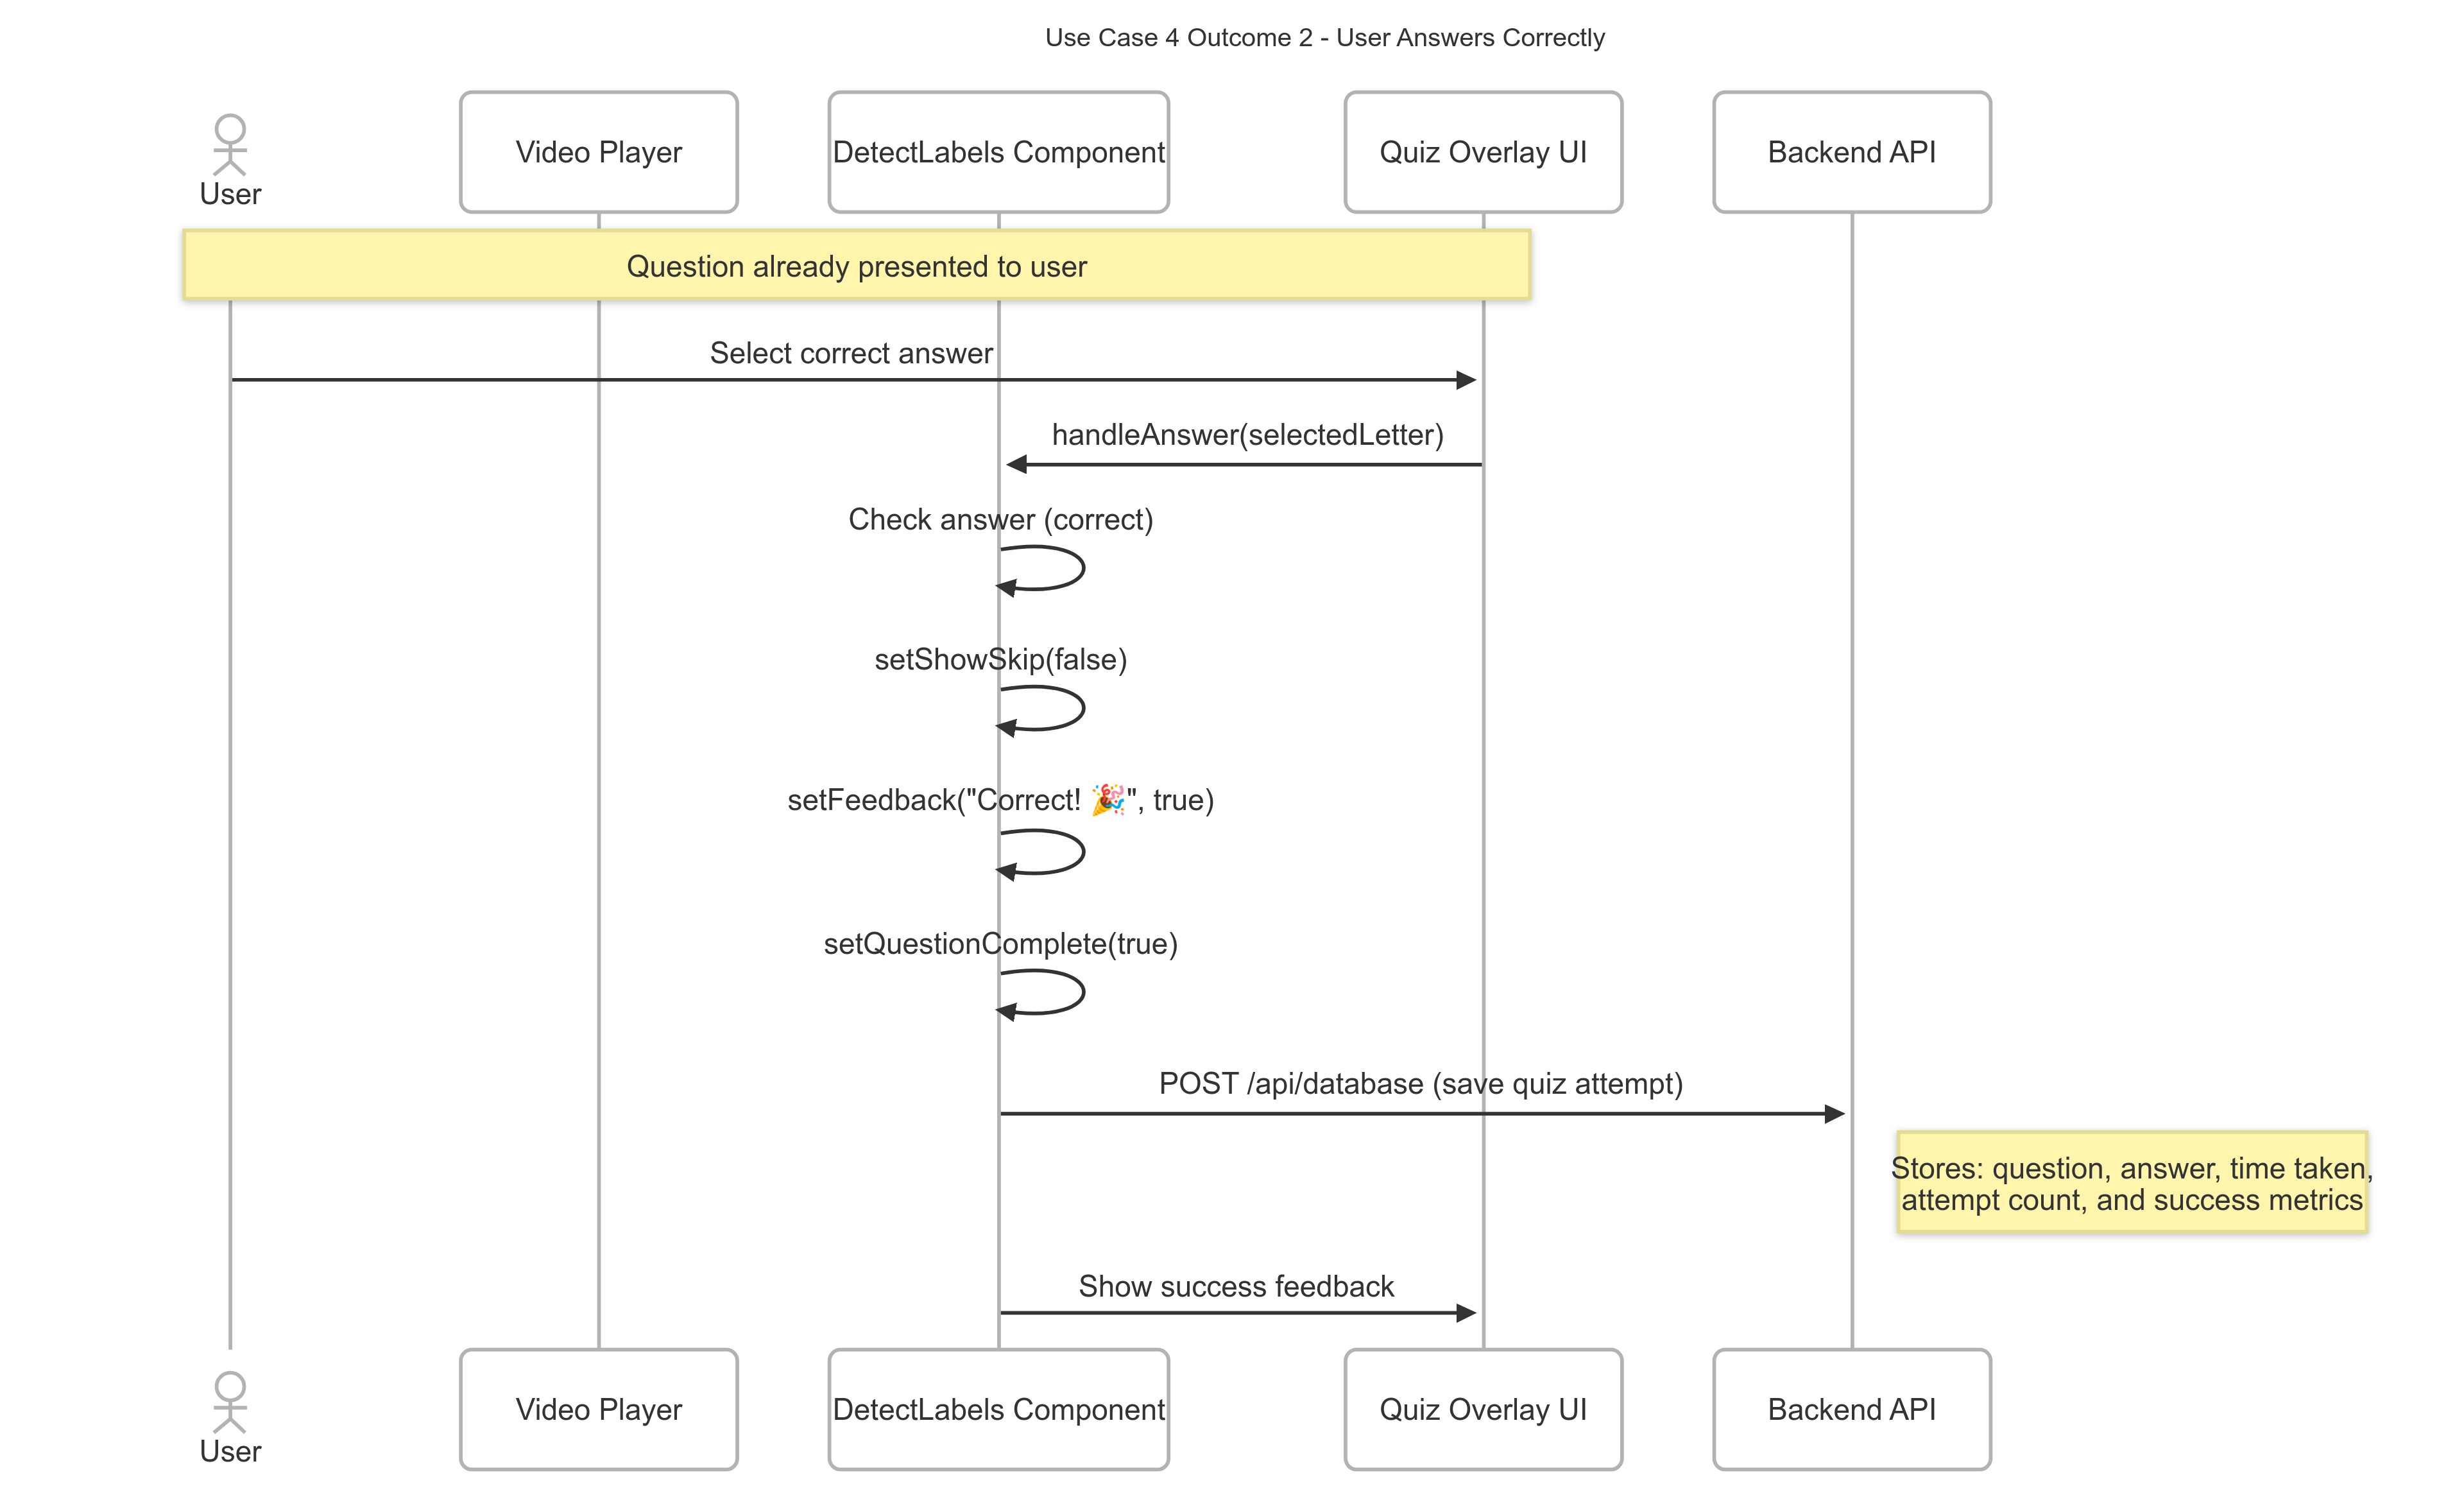 Use Case 4 Outcome 2 - User Answers Correctly
User
Video Player
DetectLabels Component
Quiz Overlay UI
Backend API
Question already presented to user
Select correct answer
handleAnswer(selectedLetter)
Check answer (correct)
setShowSkip(false)
setFeedback("Correct! 🎉", true)
setQuestionComplete(true)
POST /api/database (save quiz attempt)
Stores: question, answer, time taken,
attempt count, and success metrics
Show success feedback
User
Video Player
DetectLabels Component
Quiz Overlay UI
Backend API